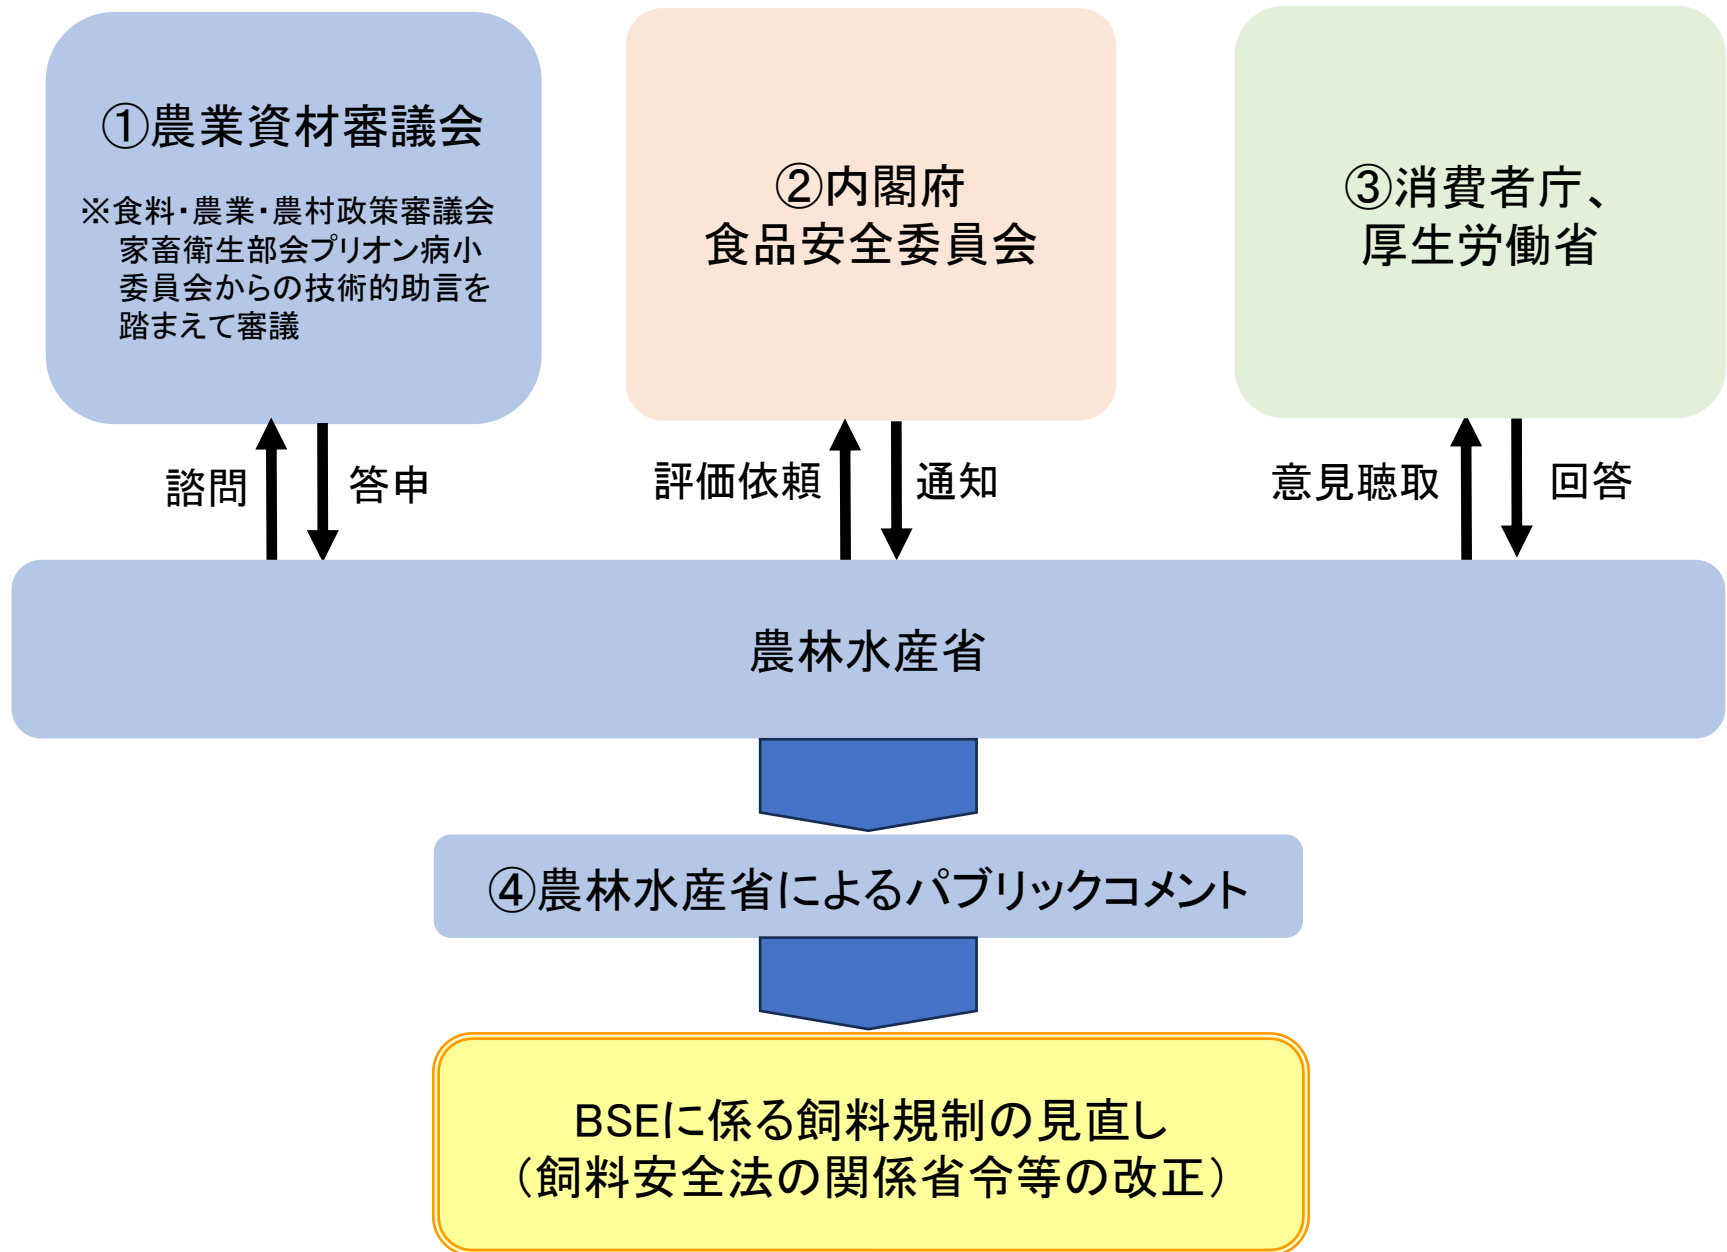 ①農業資材審議会
※食料・農業・農村政策審議会
家畜衛生部会プリオン病小
委員会からの技術的助言を
踏まえて審議
②内閣府
食品安全委員会
③消費者庁、
厚生労働省
諮問
答申
評価依頼
通知
意見聴取
回答
農林水産省
④農林水産省によるパブリックコメント
BSEに係る飼料規制の見直し
（飼料安全法の関係省令等の改正）